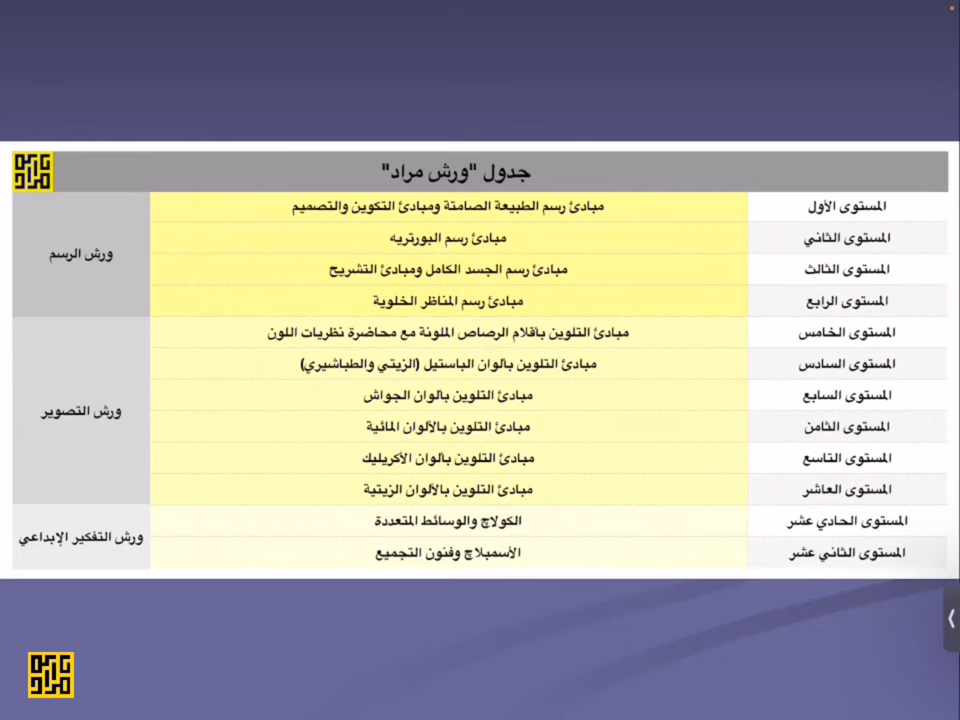 جدول "ورش مراد"
المستوى الأول مبادئ رسم الطبيعة الصامتة ومبادئ التكوين والتصميم
المستوى الثاني مبادئ رسم البورتريه
ورش الرسم
المستوى الثالث مبادئ رسم الجسد الكامل ومبادئ التشريح
المستوى الرابع مبادئ رسم المناظر الخلوية
المستوى الخامس مبادئ التلوين بأقلام الرصاص الملونة مع محاضرة نظريات اللون
المستوى السادس مبادئ التلوين بألوان الباستيل (الزيتي والطباشيري)
المستوى السابع مبادئ التلوين بألوان الجواش
ورش التصوير
المستوى الثامن مبادئ التلوين بالألوان المائية
المستوى التاسع مبادئ التلوين بألوان الأكريليك
المستوى العاشر مبادئ التلوين بالألوان الزيتية
المستوى الحادي عشر الكولاچ والوسائط المتعددة
ورش التفكير الإبداعي
المستوى الثاني عشر الأسمبلاچ وفنون التجميع